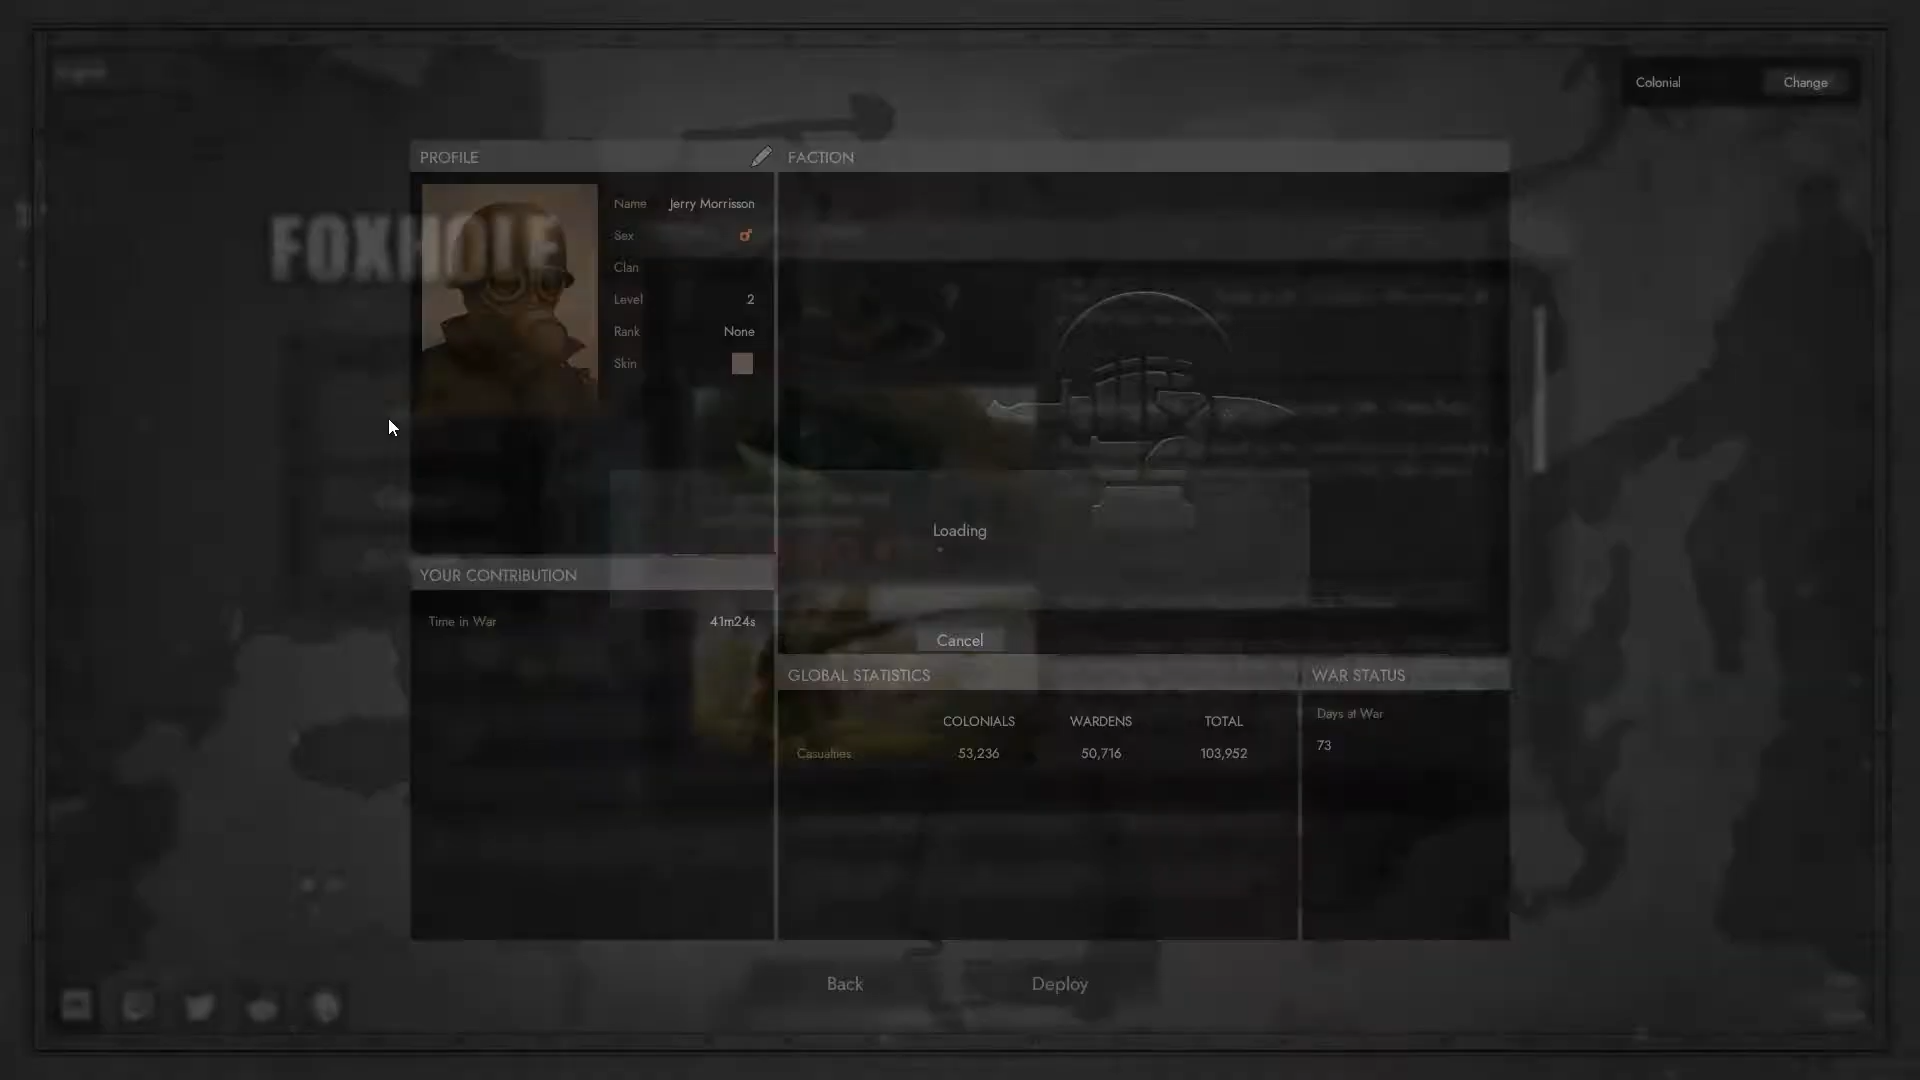 Colonial Change
PROFILE
FACTION
FOXHOLE
Name Jerry Morrisson
Sex
Clan
Level 2
Rank None
Skin
Loading
Cancel
YOUR CONTRIBUTION
Time in War 41m24s
GLOBAL STATISTICS
COLONIALS WARDENS TOTAL
Casualties 53,236 50,716 103,952
WAR STATUS
Days at War
73
Back Deploy